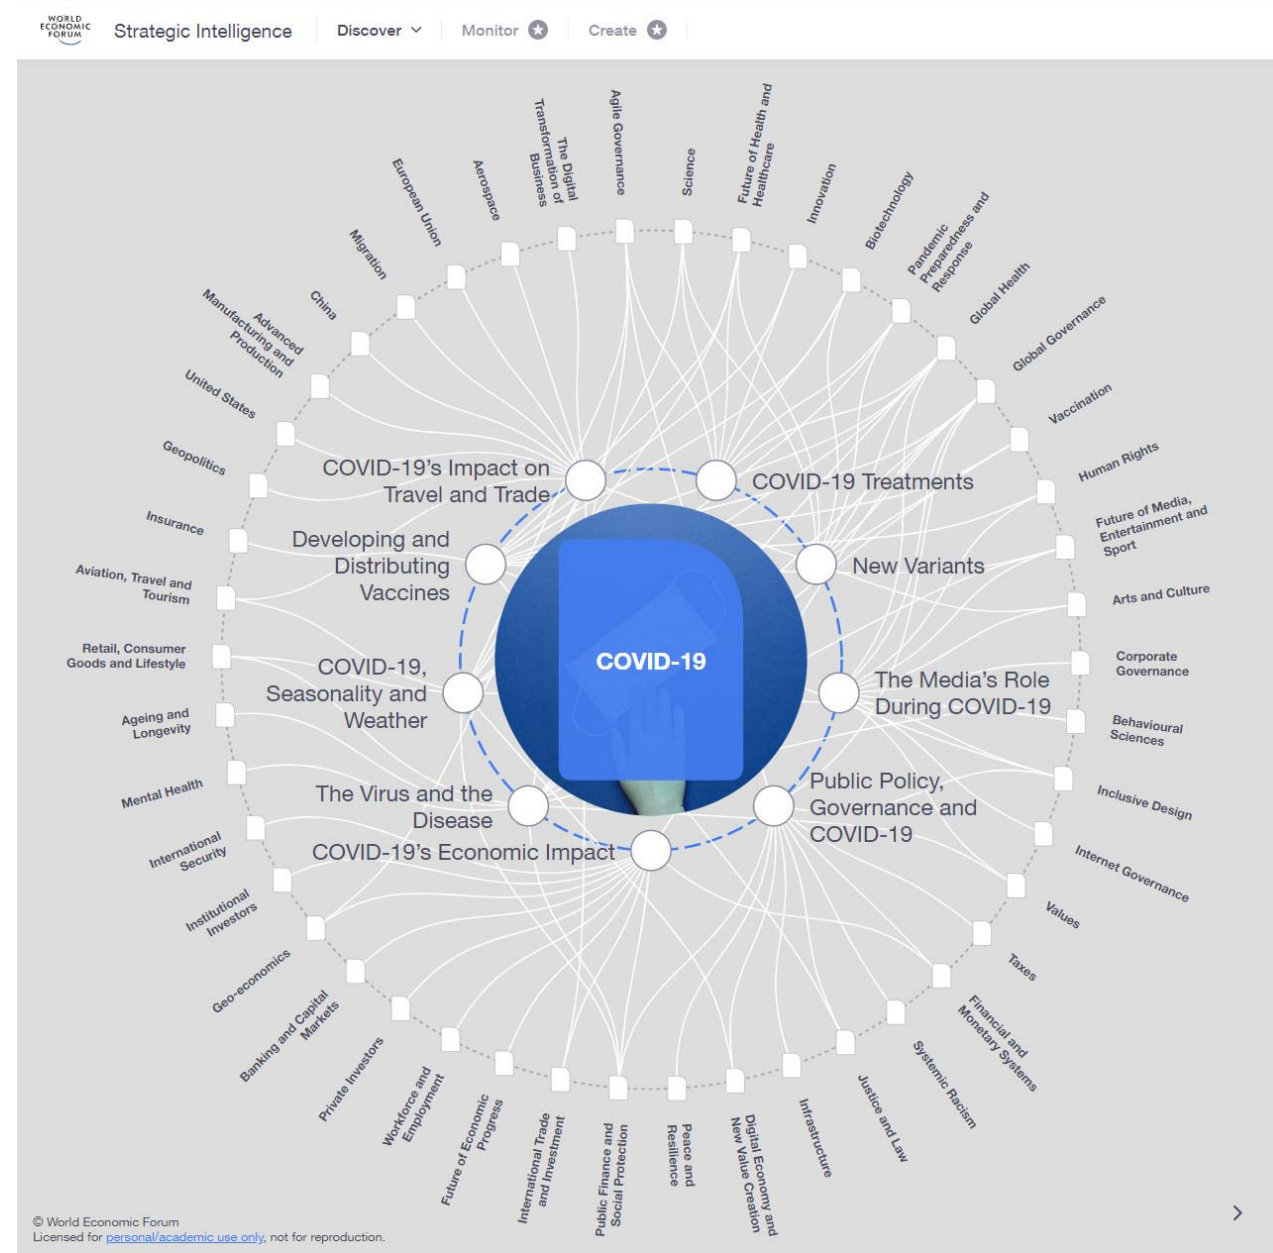 WORLD
ECONOMIC
FORUM
Strategic Intelligence
Discover
Monitor
Create
Agile Governance
Science
Future of Health and
Healthcare
Innovation
Biotechnology
Pandemic
Preparedness and
Response
Global Health
Global Governance
Vaccination
Human Rights
Future of Media,
Entertainment and
Sport
Arts and Culture
Corporate
Governance
Behavioural
Sciences
Inclusive Design
Internet Governance
Values
Taxes
Financial and
Monetary Systems
Systemic Racism
Justice and Law
Infrastructure
Digital Economy and
New Value Creation
Peace and
Resilience
Public Finance and
Social Protection
International Trade
and Investment
Future of Economic
Progress
Workforce and
Employment
Private Investors
Banking and Capital
Markets
Geo-economics
Institutional
Investors
International
Security
Mental Health
Ageing and
Longevity
Retail, Consumer
Goods and Lifestyle
Aviation, Travel and
Tourism
Insurance
Geopolitics
United States
Advanced
Manufacturing and
Production
China
Migration
European Union
Aerospace
The Digital
Transformation of
Business
COVID-19's Impact on
Travel and Trade
COVID-19 Treatments
Developing and
Distributing
Vaccines
New Variants
COVID-19
COVID-19,
Seasonality and
Weather
The Media's Role
During COVID-19
The Virus and the
Disease
Public Policy,
Governance and
COVID-19
COVID-19's Economic Impact
© World Economic Forum
Licensed for personal/academic use only, not for reproduction.